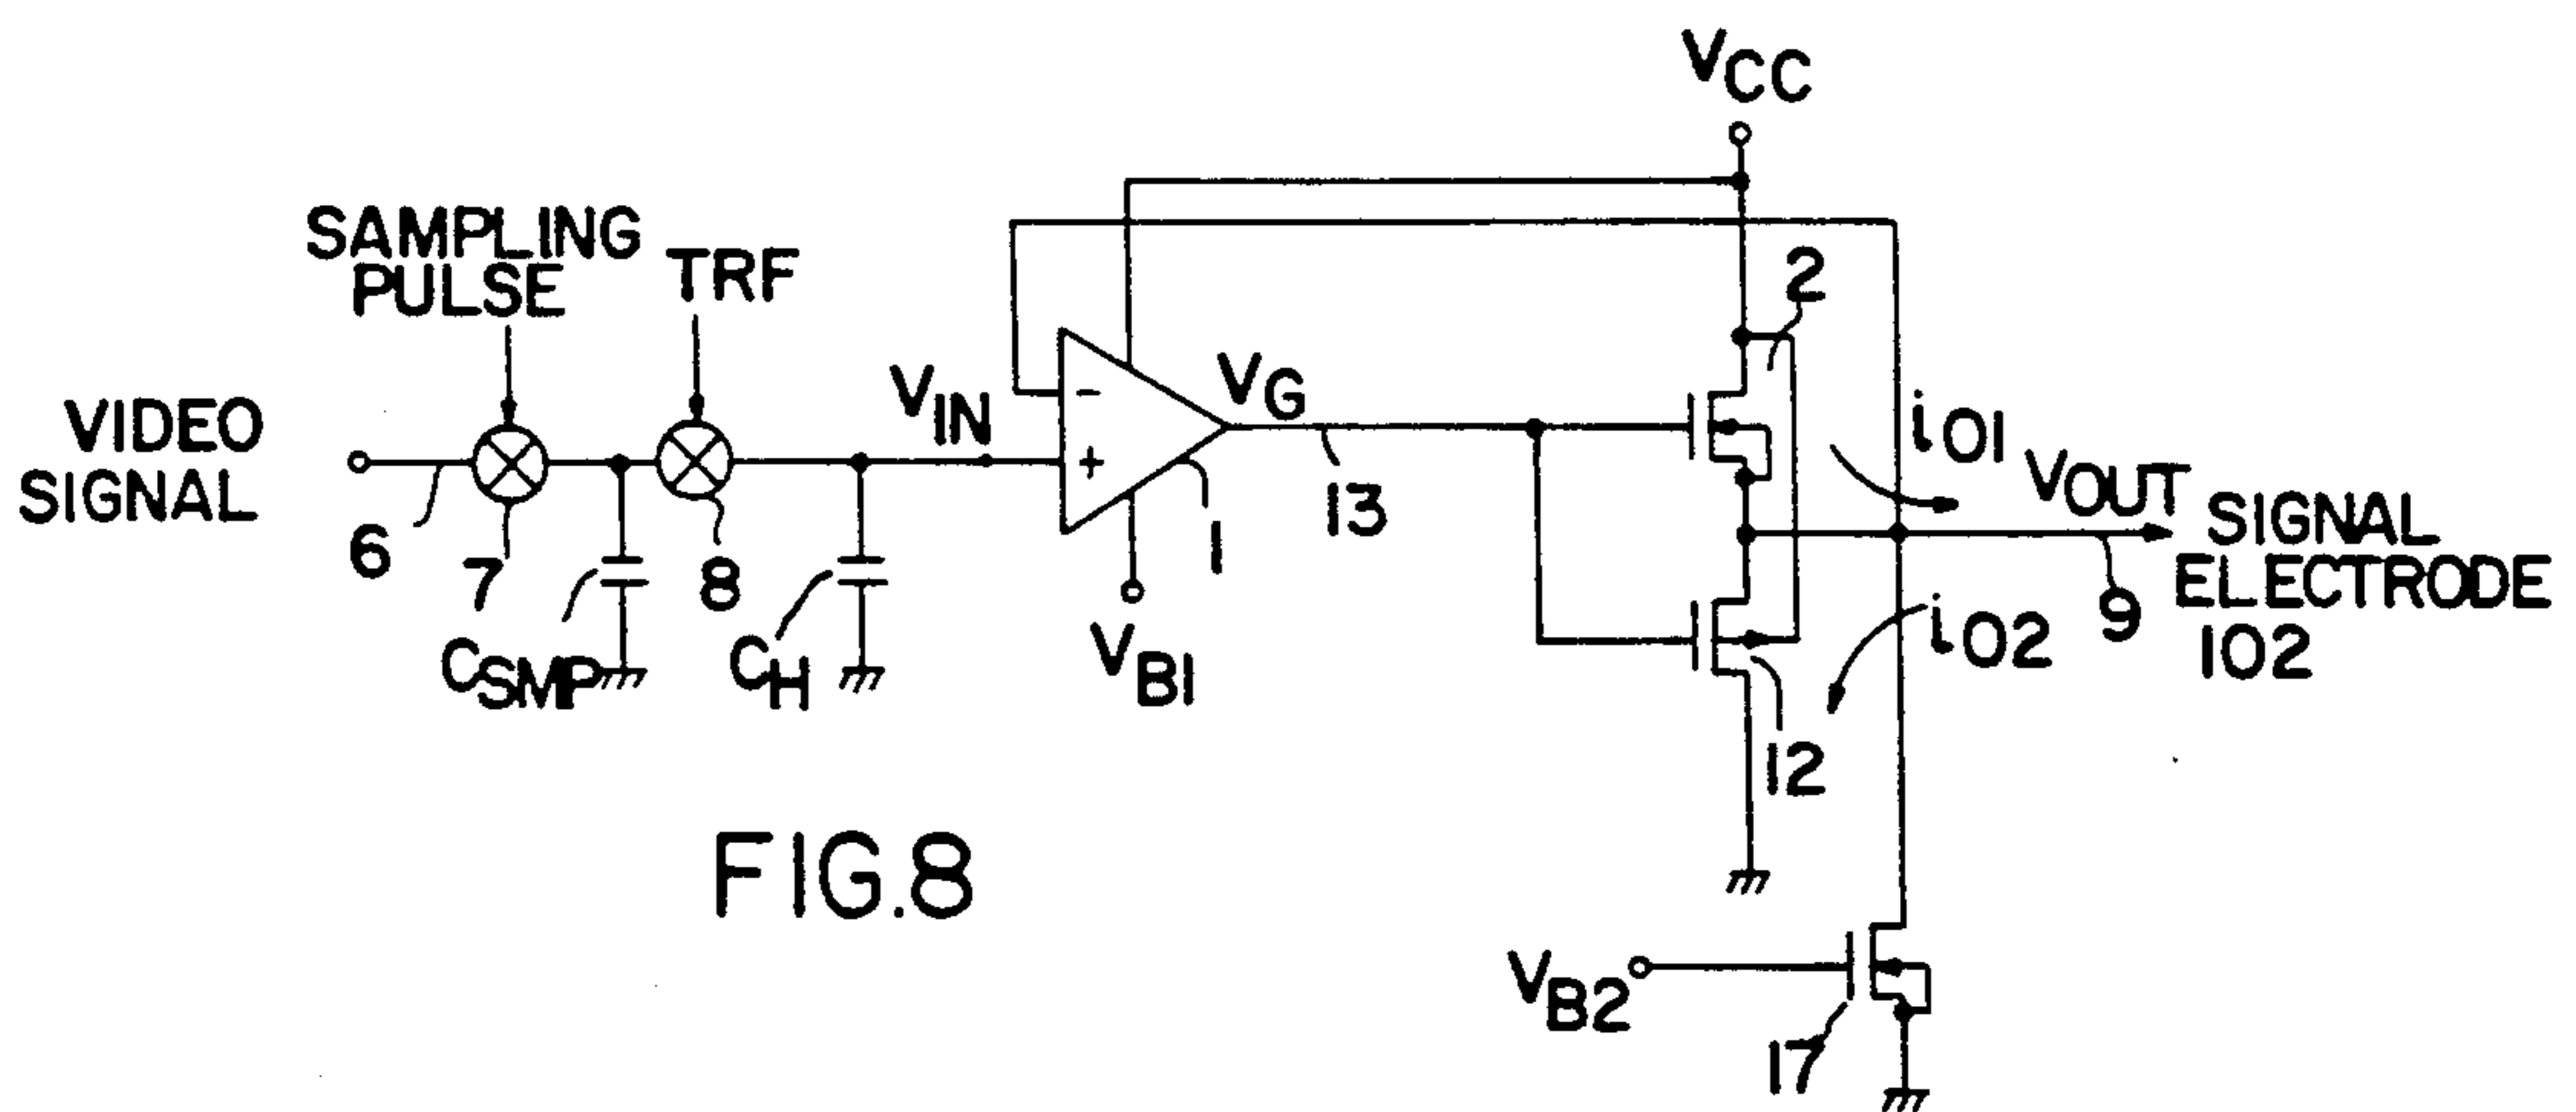 VCC
SAMPLING
PULSE
TRF
2
VIDEO
SIGNAL
VIN
-
+
VG
i01
VOUT
SIGNAL
ELECTRODE
102
6
7
8
1
13
9
CSMP
CH
VB1
i02
12
FIG.8
VB2
17